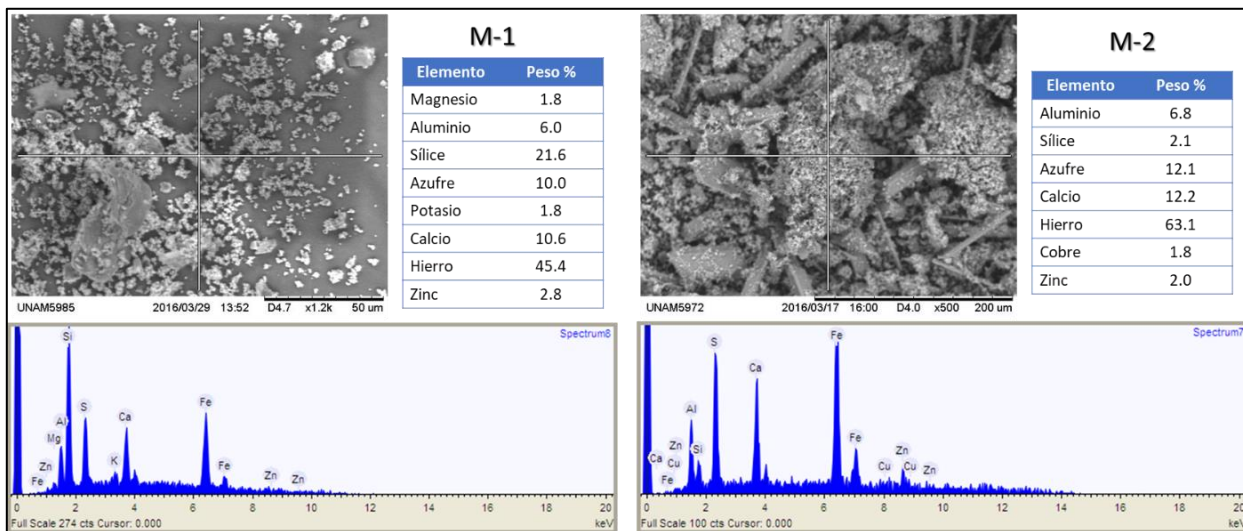 M-1
Elemento Peso %
Magnesio 1.8
Aluminio 6.0
Sílice 21.6
Azufre 10.0
Potasio 1.8
Calcio 10.6
Hierro 45.4
Zinc 2.8
UNAM5985 2016/03/29 13:52 D4.7 x1.2k 50 um
M-2
Elemento Peso %
Aluminio 6.8
Sílice 2.1
Azufre 12.1
Calcio 12.2
Hierro 63.1
Cobre 1.8
Zinc 2.0
UNAM5972 2016/03/17 16:00 D4.0 x500 200 um
Spectrum8
Si
S
Al
Mg
Zn
Fe
K
Ca
Fe
Fe
Zn
Zn
0 2 4 6 8 10 12 14 16 18 20
Full Scale 274 cts Cursor: 0.000 keV
Spectrum7
S
Fe
Ca
Al
Zn
Si
Ca
Cu
Fe
Fe
Cu
Zn
Cu
Zn
0 2 4 6 8 10 12 14 16 18 20
Full Scale 100 cts Cursor: 0.000 keV